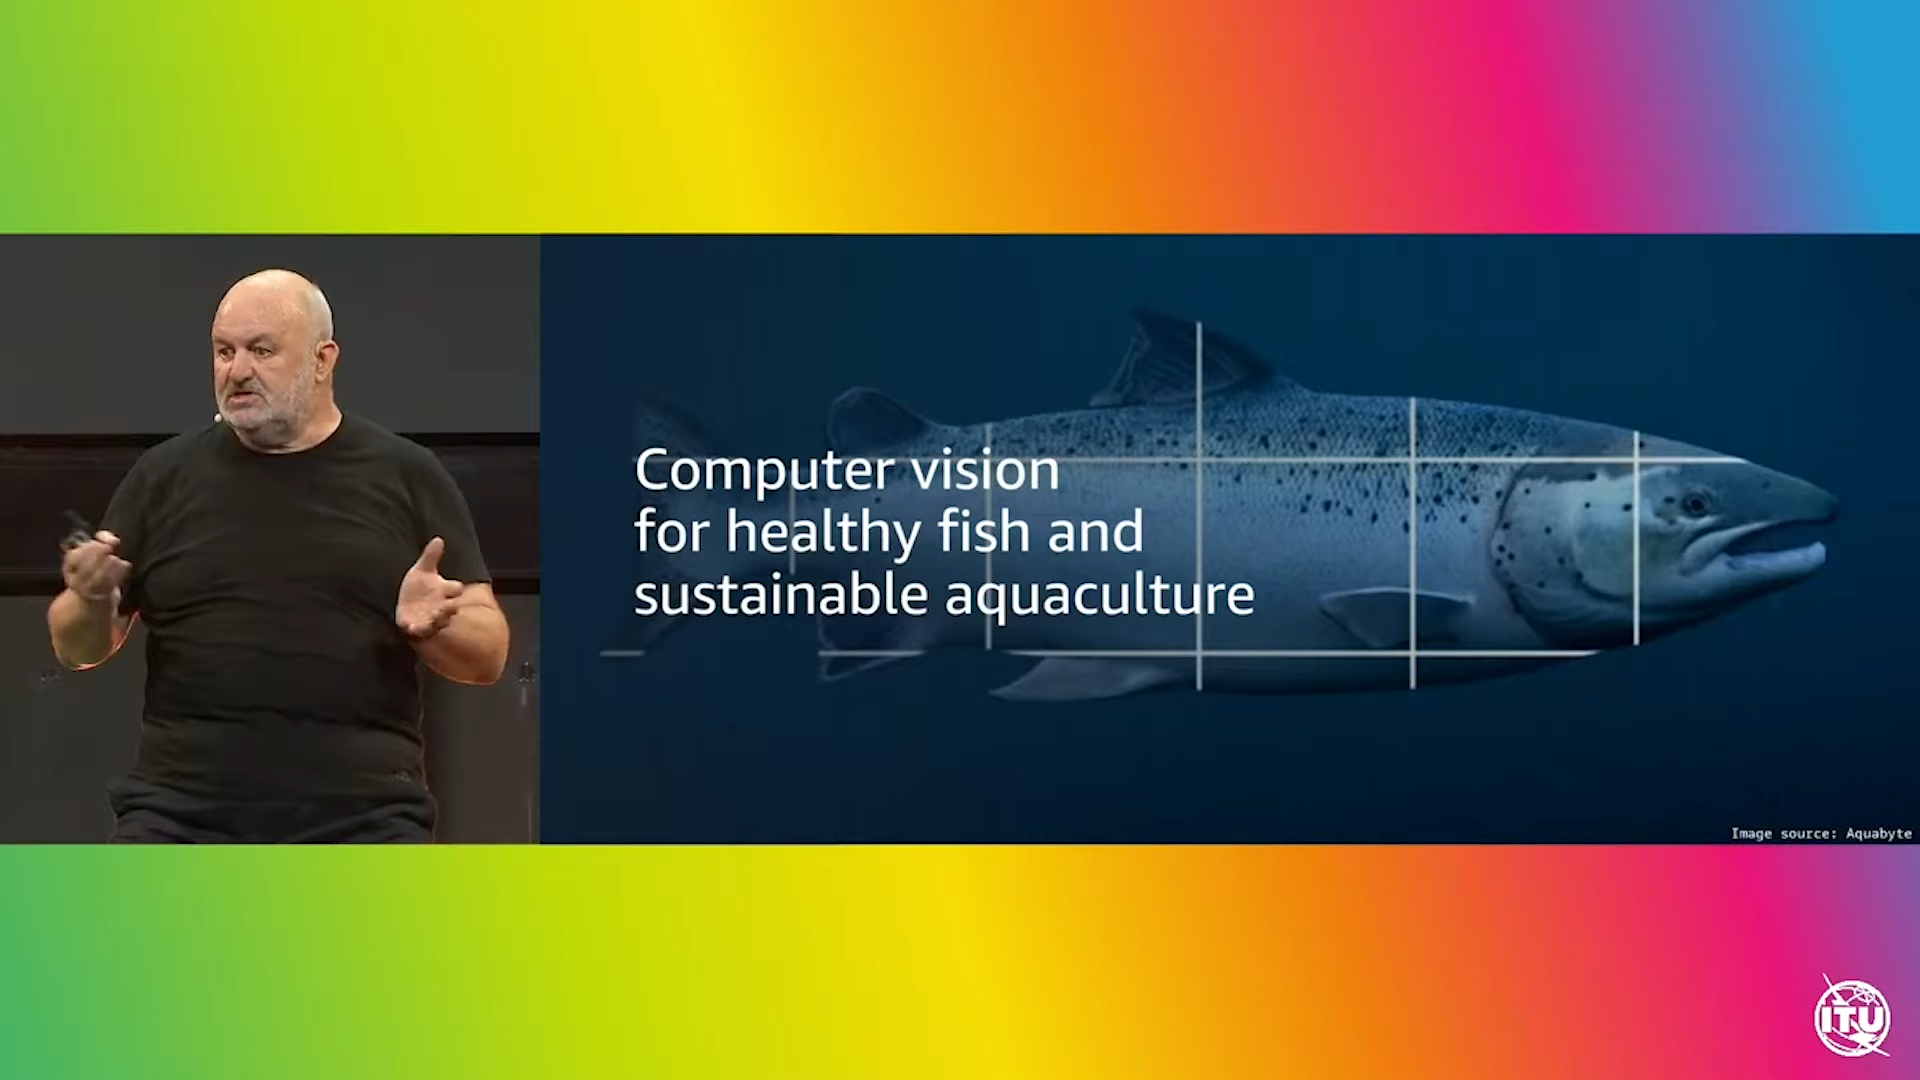 Computer vision
for healthy fish and
sustainable aquaculture
Image source: Aquabyte
ITU